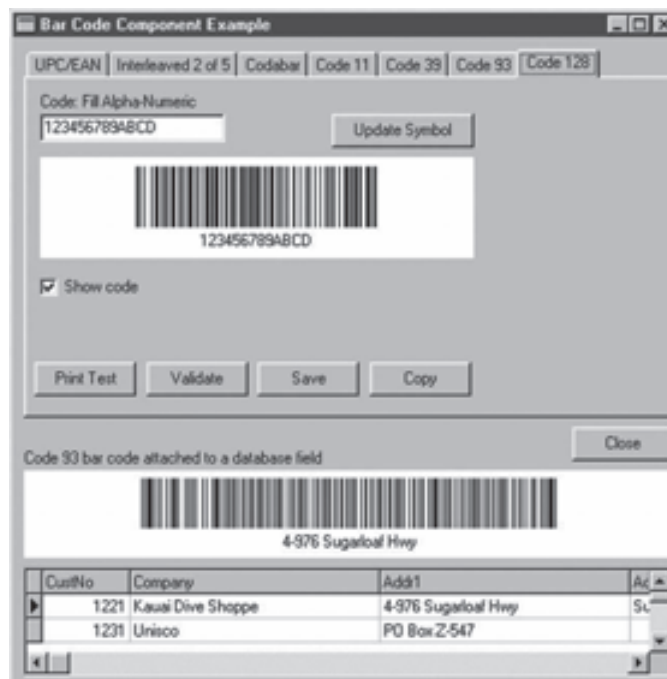 Bar Code Component Example
UPC/EAN Interleaved 2 of 5 Codabar Code 11 Code 39 Code 93 Code 128
Code: Fill Alpha-Numeric
123456789ABCD
Update Symbol
123456789ABCD
Show code
Print Test Validate Save Copy
Close
Code 93 bar code attached to a database field
4-976 Sugarloaf Hwy
CustNo Company Addr1
1221 Kauai Dive Shoppe 4-976 Sugarloaf Hwy
1231 Unisco PO Box Z-547